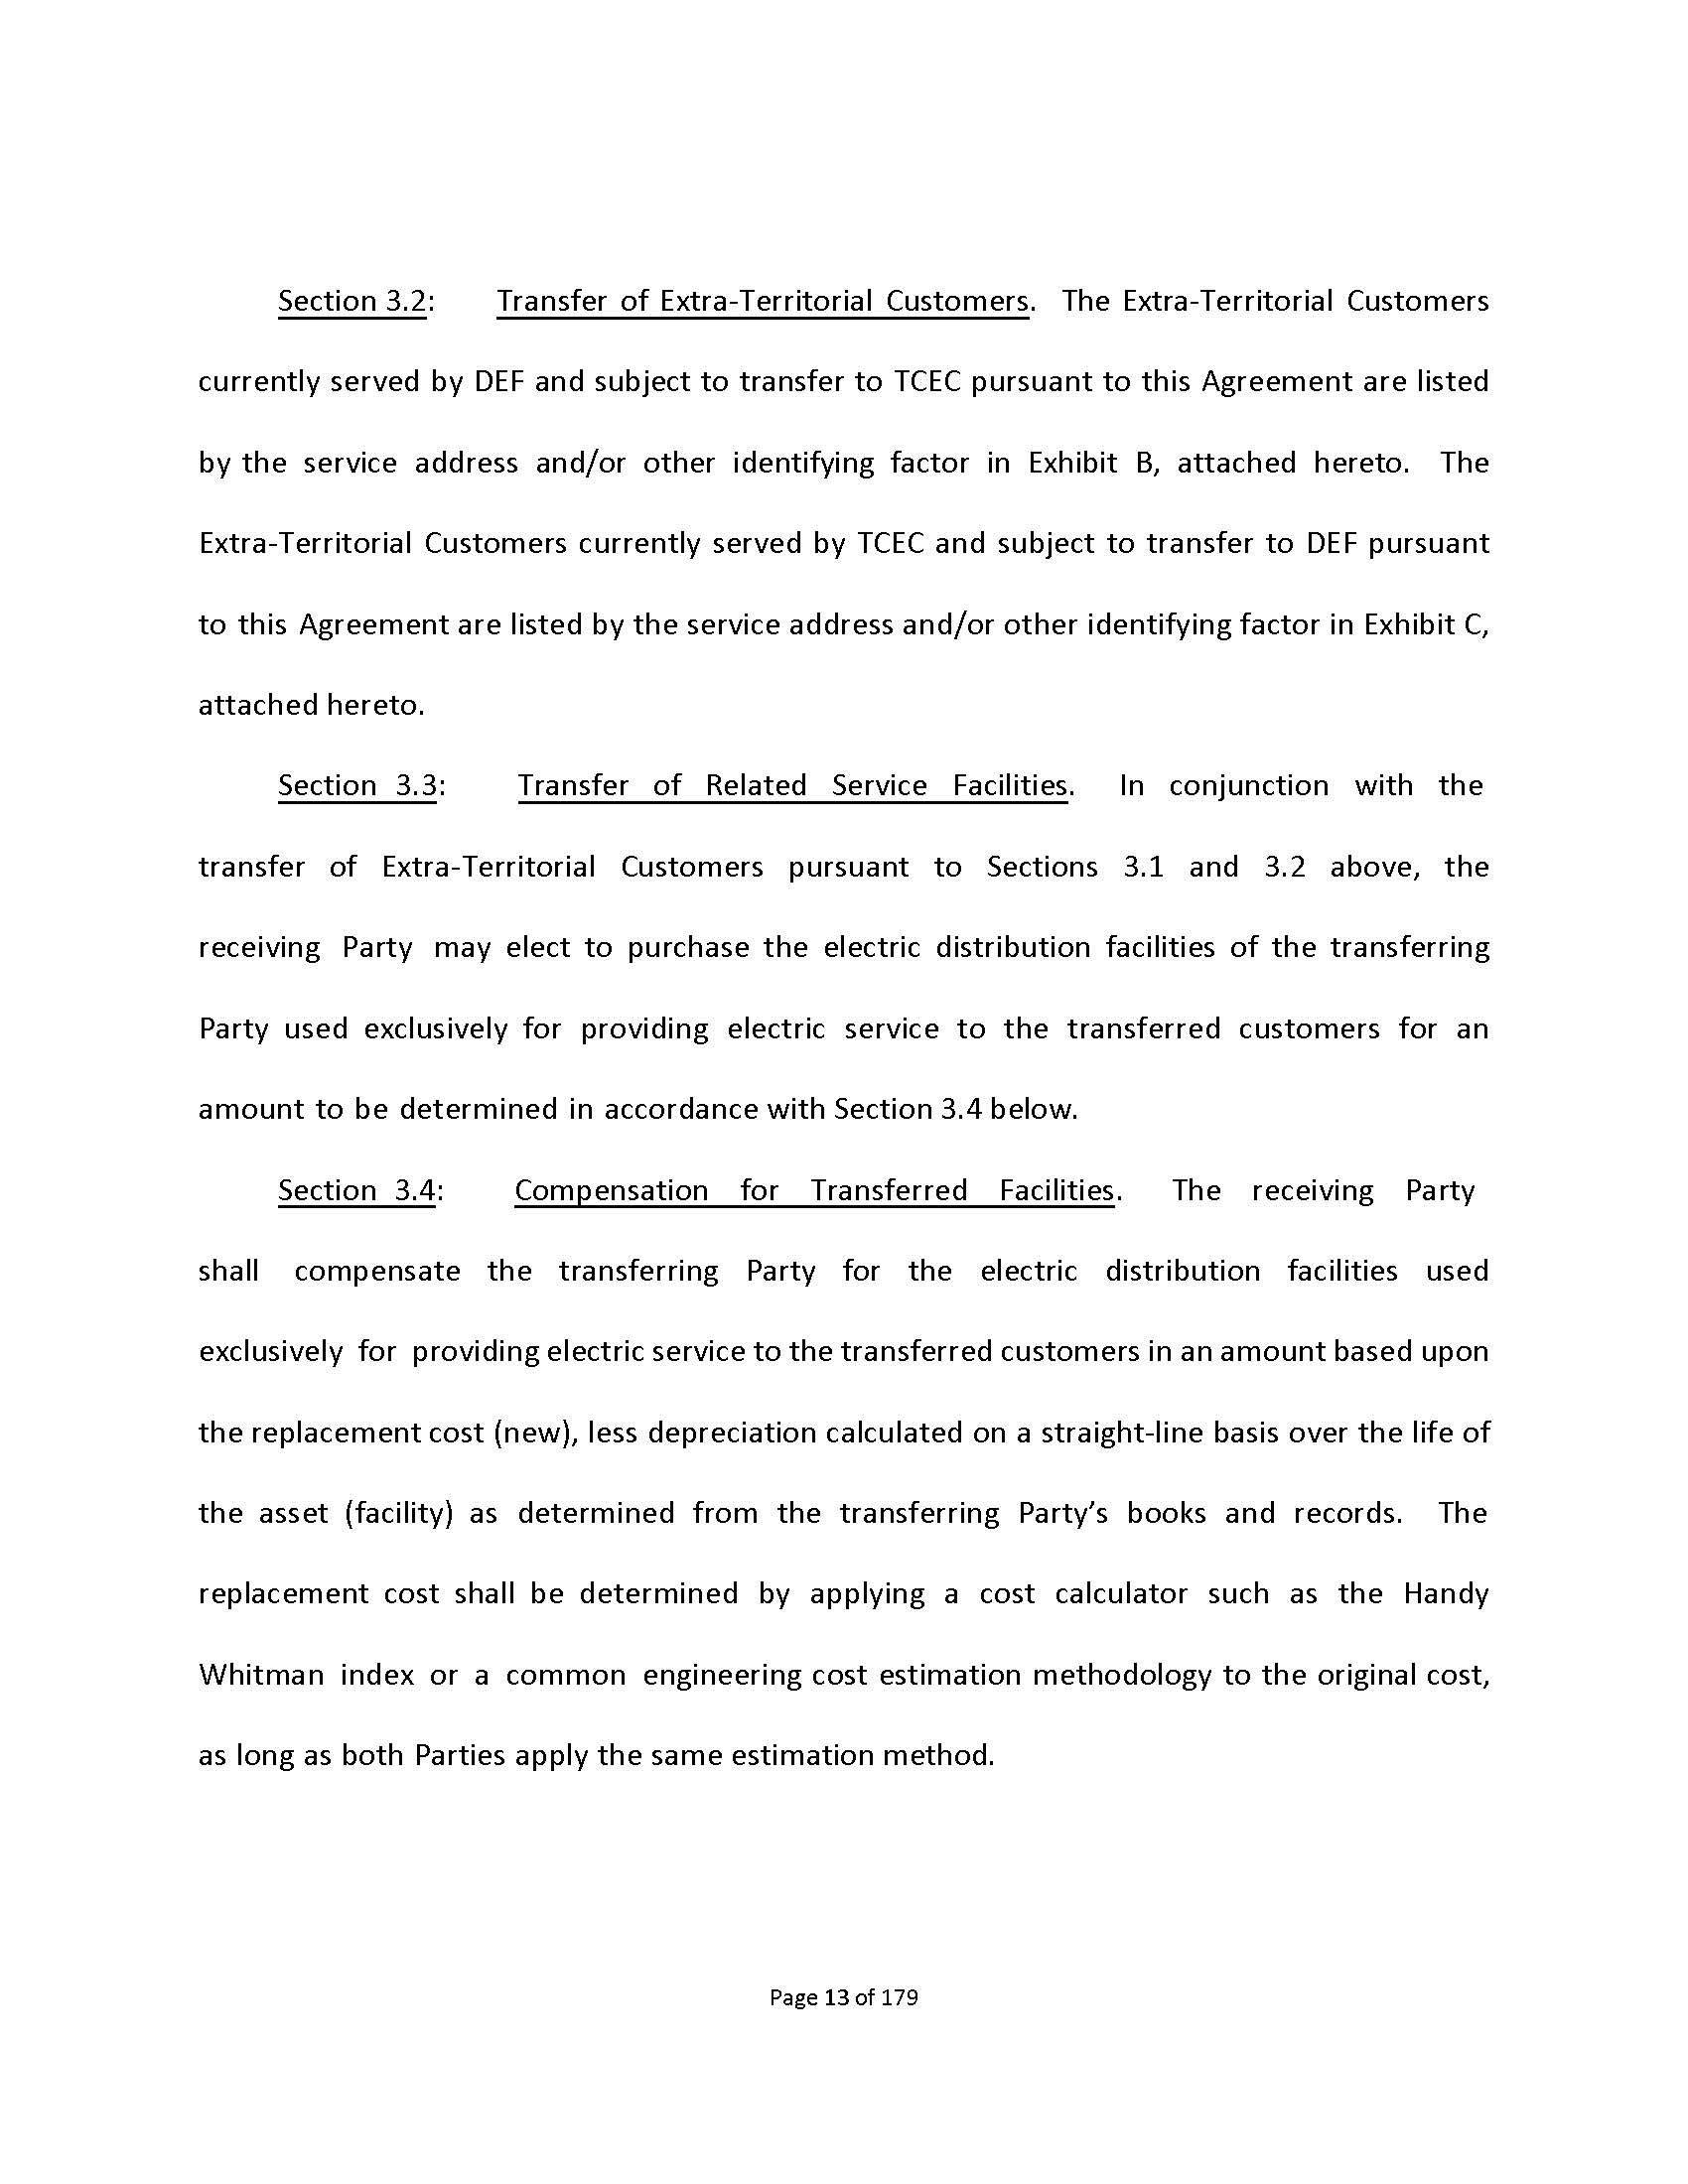 Section 3.2: Transfer of Extra-Territorial Customers. The Extra-Territorial Customers
currently served by DEF and subject to transfer to TCEC pursuant to this Agreement are listed
by the service address and/or other identifying factor in Exhibit B, attached hereto. The
Extra-Territorial Customers currently served by TCEC and subject to transfer to DEF pursuant
to this Agreement are listed by the service address and/or other identifying factor in Exhibit C,
attached hereto.
Section 3.3: Transfer of Related Service Facilities. In conjunction with the
transfer of Extra-Territorial Customers pursuant to Sections 3.1 and 3.2 above, the
receiving Party may elect to purchase the electric distribution facilities of the transferring
Party used exclusively for providing electric service to the transferred customers for an
amount to be determined in accordance with Section 3.4 below.
Section 3.4: Compensation for Transferred Facilities. The receiving Party
shall compensate the transferring Party for the electric distribution facilities used
exclusively for providing electric service to the transferred customers in an amount based upon
the replacement cost (new), less depreciation calculated on a straight-line basis over the life of
the asset (facility) as determined from the transferring Party’s books and records. The
replacement cost shall be determined by applying a cost calculator such as the Handy
Whitman index or a common engineering cost estimation methodology to the original cost,
as long as both Parties apply the same estimation method.
Page 13 of 179